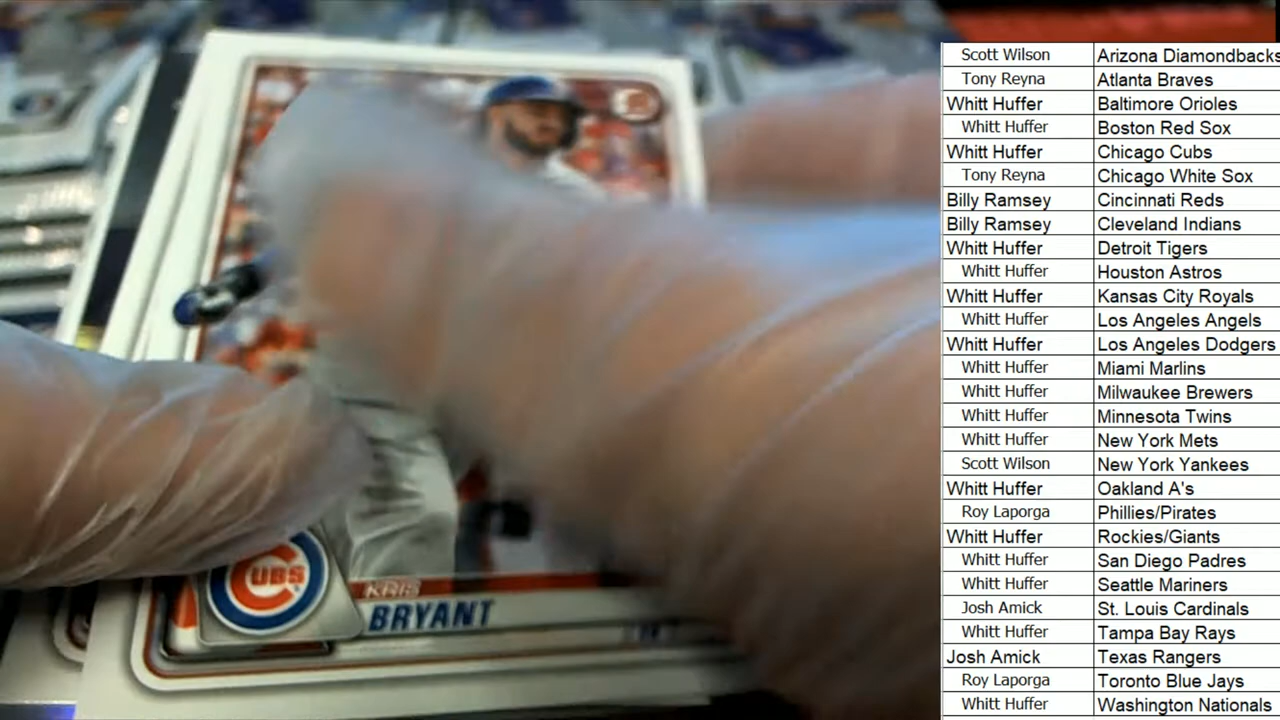 KRIS
BRYANT
CUBS
Scott Wilson Arizona Diamondbacks
Tony Reyna Atlanta Braves
Whitt Huffer Baltimore Orioles
Whitt Huffer Boston Red Sox
Whitt Huffer Chicago Cubs
Tony Reyna Chicago White Sox
Billy Ramsey Cincinnati Reds
Billy Ramsey Cleveland Indians
Whitt Huffer Detroit Tigers
Whitt Huffer Houston Astros
Whitt Huffer Kansas City Royals
Whitt Huffer Los Angeles Angels
Whitt Huffer Los Angeles Dodgers
Whitt Huffer Miami Marlins
Whitt Huffer Milwaukee Brewers
Whitt Huffer Minnesota Twins
Whitt Huffer New York Mets
Scott Wilson New York Yankees
Whitt Huffer Oakland A's
Roy Laporga Phillies/Pirates
Whitt Huffer Rockies/Giants
Whitt Huffer San Diego Padres
Whitt Huffer Seattle Mariners
Josh Amick St. Louis Cardinals
Whitt Huffer Tampa Bay Rays
Josh Amick Texas Rangers
Roy Laporga Toronto Blue Jays
Whitt Huffer Washington Nationals